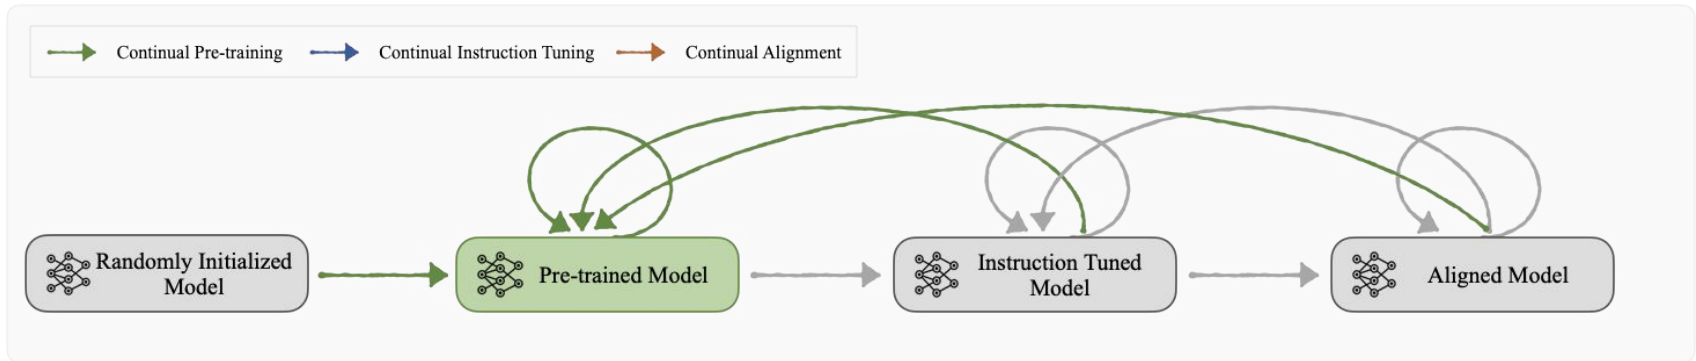 Continual Pre-training
Continual Instruction Tuning
Continual Alignment
Randomly Initialized
Model
Pre-trained Model
Instruction Tuned
Model
Aligned Model